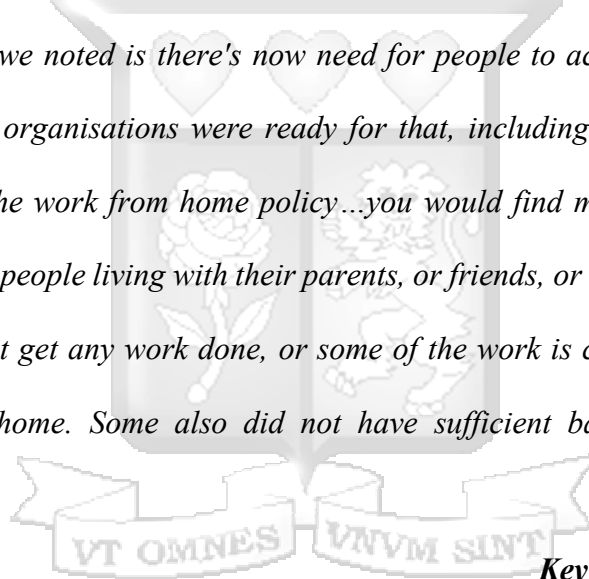 we noted is there's now need for people to ac
organisations were ready for that, including
he work from home policy…you would find m
people living with their parents, or friends, or
t get any work done, or some of the work is c
home. Some also did not have sufficient ba
VT OMNES VNVM SINT
Key